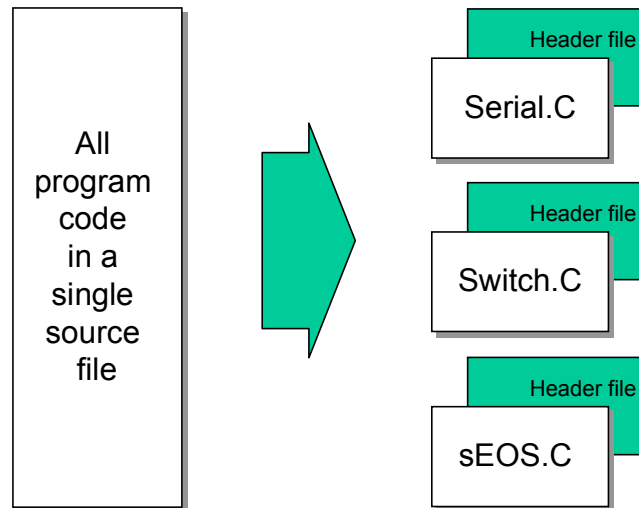 All
program
code
in a
single
source
file
Header file
Serial.C
Header file
Switch.C
Header file
sEOS.C